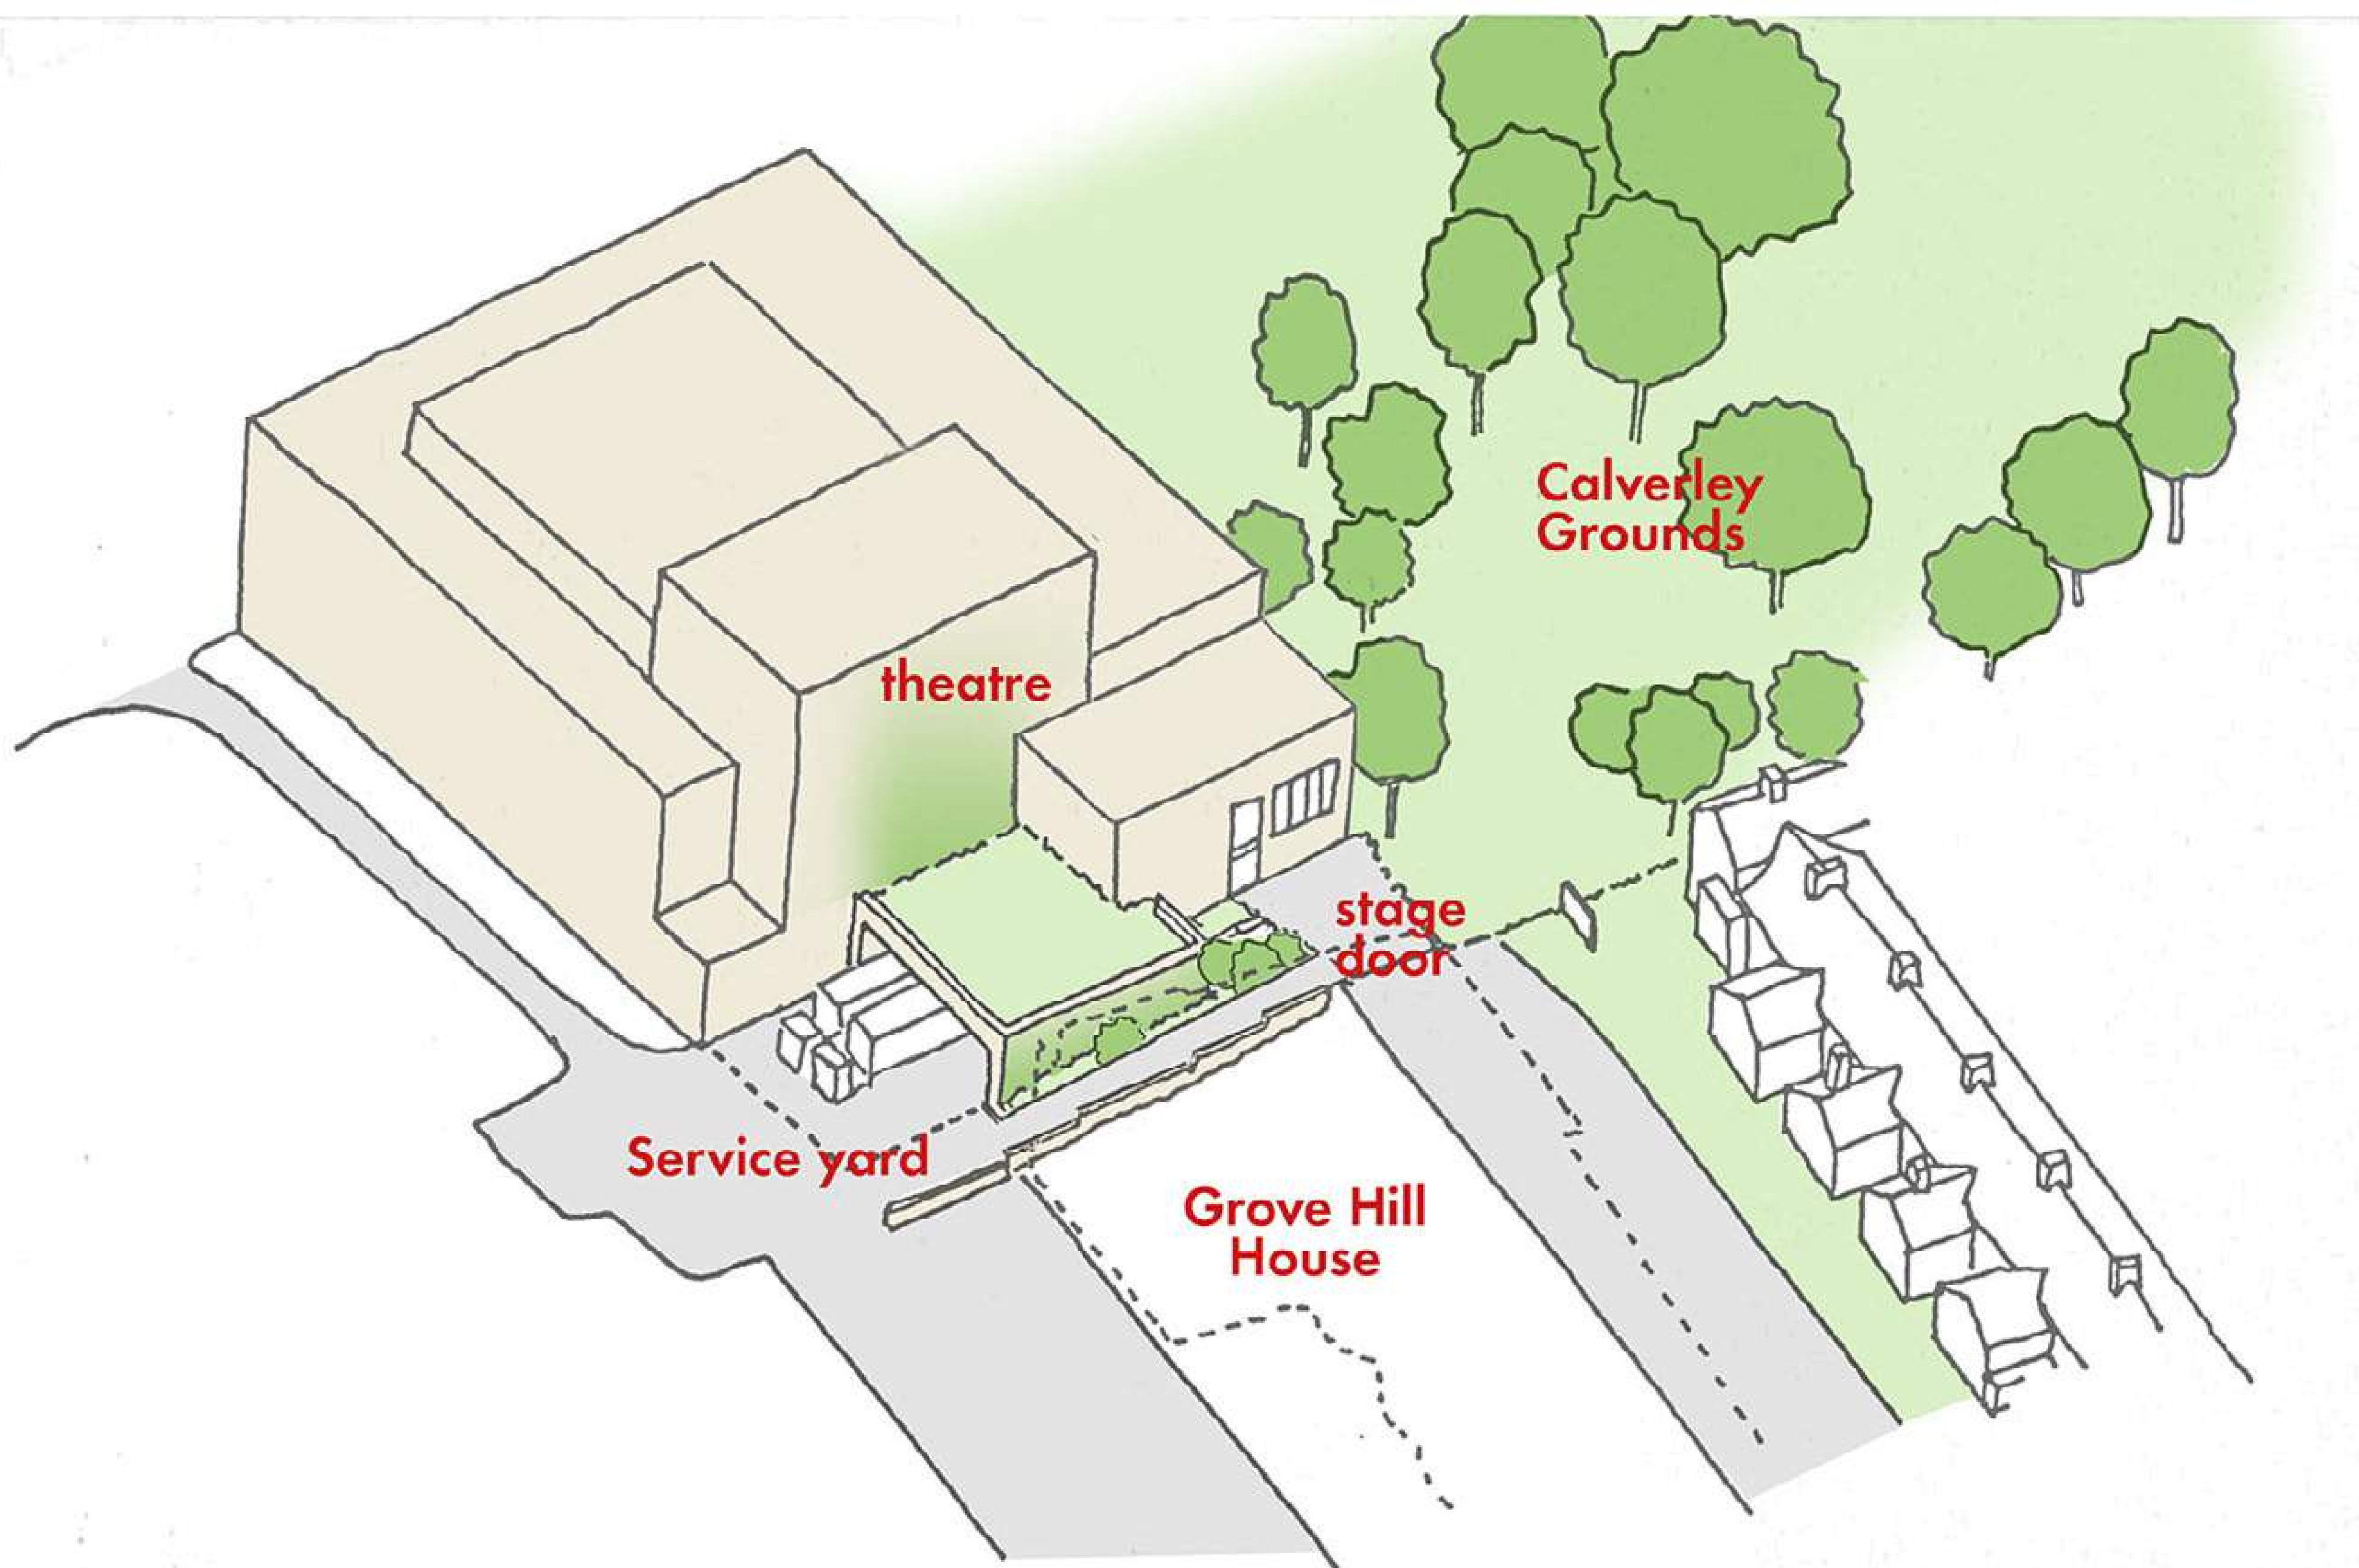 Calverley
Grounds
theatre
stage
door
Service yard
Grove Hill
House